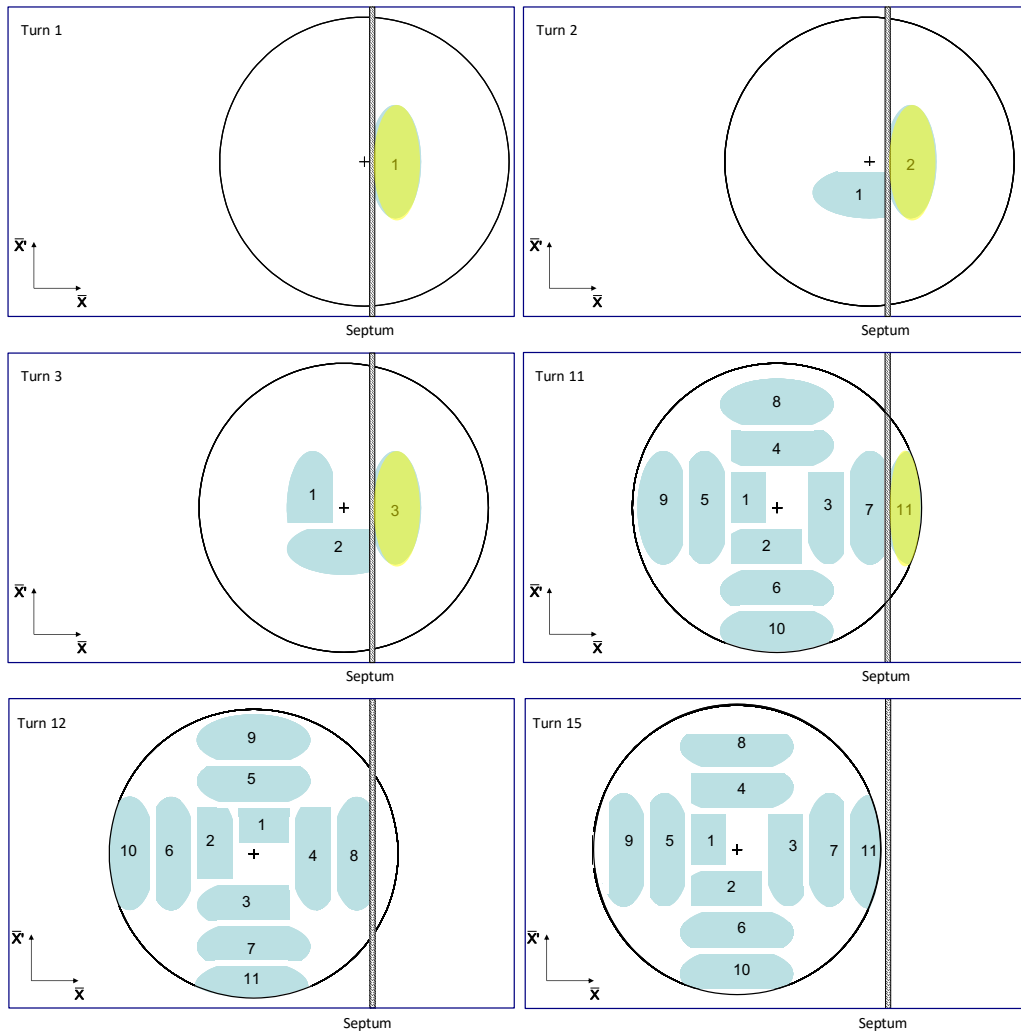 Turn 1
1
X̅'
X̅
Septum
Turn 2
2
1
X̅'
X̅
Septum
Turn 3
1
2
3
X̅'
X̅
Septum
Turn 11
8
4
9 5 1 3 7 11
2
6
10
X̅'
X̅
Septum
Turn 12
9
5
1
10 6 2 4 8
3
7
11
X̅'
X̅
Septum
Turn 15
8
4
9 5 1 3 7 11
2
6
10
X̅'
X̅
Septum